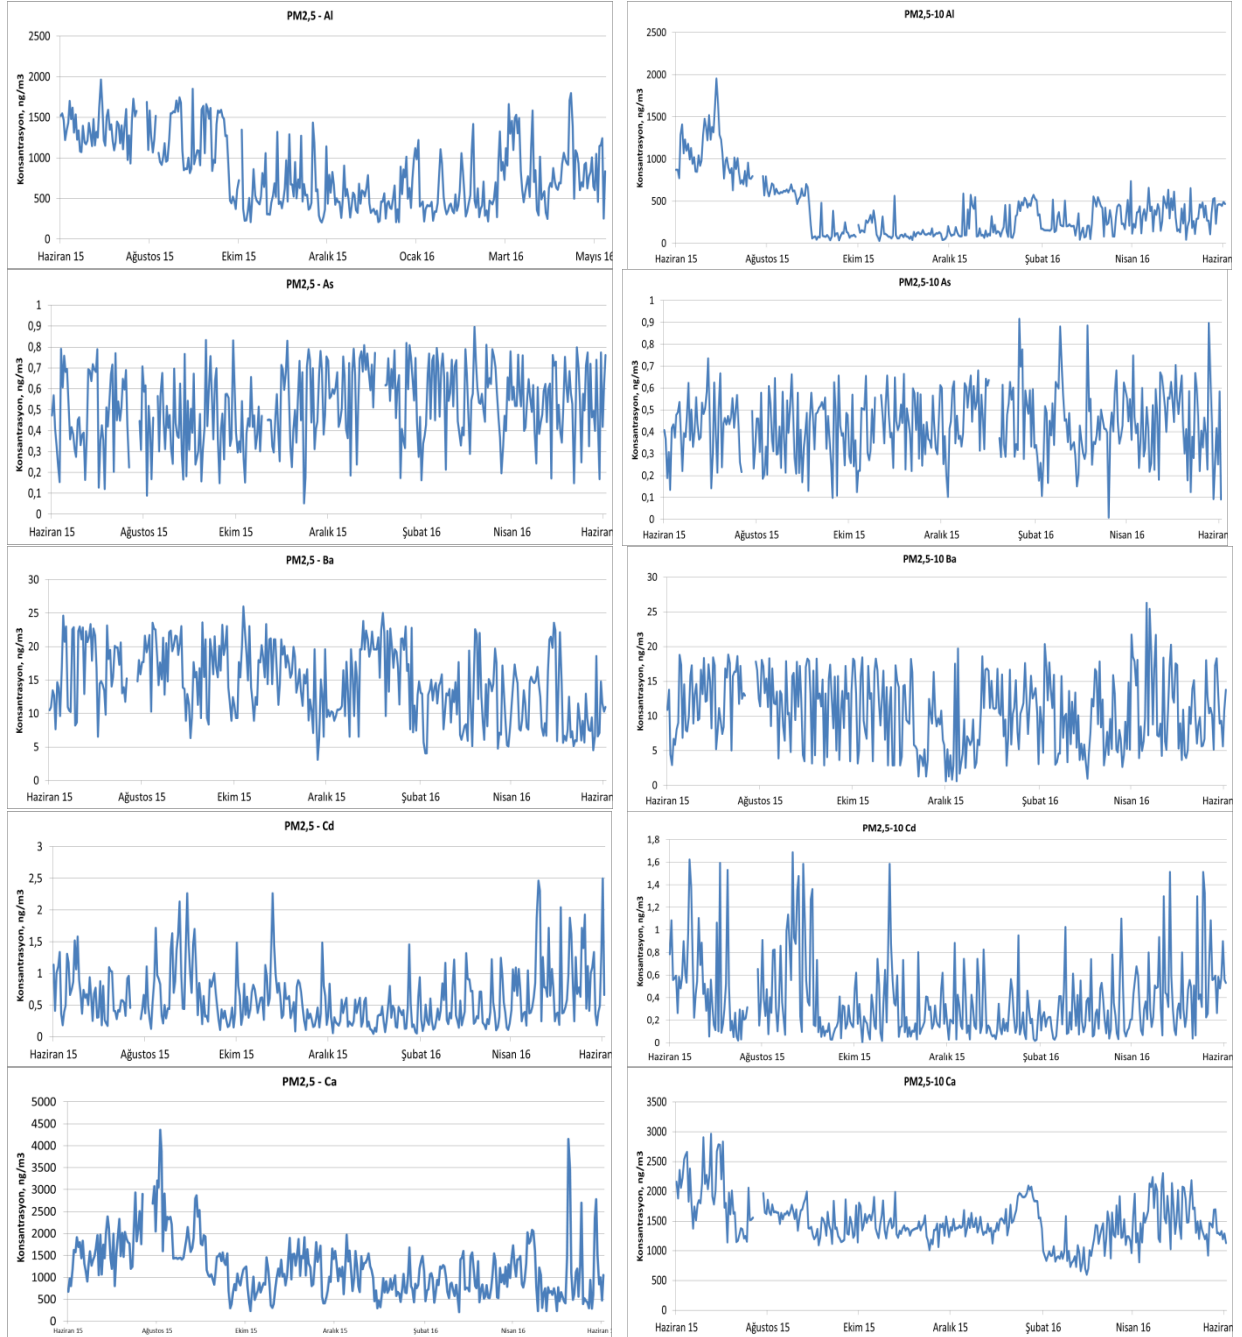 PM2,5 - Al
Konsantrasyon, ng/m3
2500
2000
1500
1000
500
0
Haziran 15 Ağustos 15 Ekim 15 Aralık 15 Ocak 16 Mart 16 Mayıs 16
PM2,5-10 Al
Konsantrasyon, ng/m3
2500
2000
1500
1000
500
0
Haziran 15 Ağustos 15 Ekim 15 Aralık 15 Şubat 16 Nisan 16 Haziran
PM2,5 - As
Konsantrasyon, ng/m3
1
0,9
0,8
0,7
0,6
0,5
0,4
0,3
0,2
0,1
0
Haziran 15 Ağustos 15 Ekim 15 Aralık 15 Şubat 16 Nisan 16 Haziran
PM2,5-10 As
Konsantrasyon, ng/m3
1
0,9
0,8
0,7
0,6
0,5
0,4
0,3
0,2
0,1
0
Haziran 15 Ağustos 15 Ekim 15 Aralık 15 Şubat 16 Nisan 16 Haziran
PM2,5 - Ba
Konsantrasyon, ng/m3
30
25
20
15
10
5
0
Haziran 15 Ağustos 15 Ekim 15 Aralık 15 Şubat 16 Nisan 16 Haziran
PM2,5-10 Ba
Konsantrasyon, ng/m3
30
25
20
15
10
5
0
Haziran 15 Ağustos 15 Ekim 15 Aralık 15 Şubat 16 Nisan 16 Haziran
PM2,5 - Cd
Konsantrasyon, ng/m3
3
2,5
2
1,5
1
0,5
0
Haziran 15 Ağustos 15 Ekim 15 Aralık 15 Şubat 16 Nisan 16 Haziran
PM2,5-10 Cd
Konsantrasyon, ng/m3
1,8
1,6
1,4
1,2
1
0,8
0,6
0,4
0,2
0
Haziran 15 Ağustos 15 Ekim 15 Aralık 15 Şubat 16 Nisan 16 Haziran
PM2,5 - Ca
Konsantrasyon, ng/m3
5000
4500
4000
3500
3000
2500
2000
1500
1000
500
0
Haziran 15 Ağustos 15 Ekim 15 Aralık 15 Şubat 16 Nisan 16 Haziran
PM2,5-10 Ca
Konsantrasyon, ng/m3
3500
3000
2500
2000
1500
1000
500
0
Haziran 15 Ağustos 15 Ekim 15 Aralık 15 Şubat 16 Nisan 16 Haziran